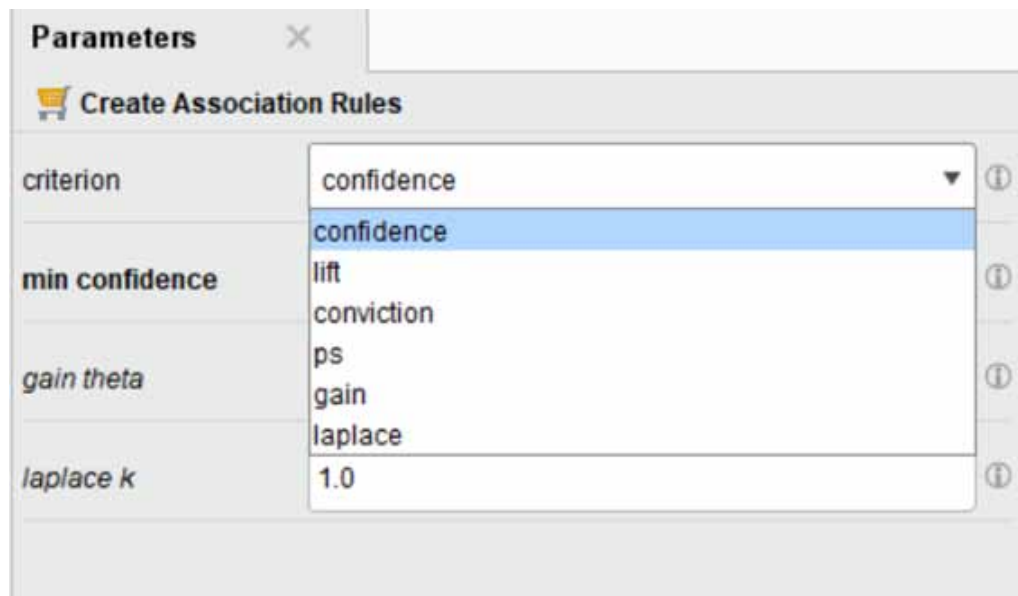 Parameters
Create Association Rules
criterion
confidence
confidence
lift
conviction
ps
gain
laplace
min confidence
gain theta
laplace k
1.0